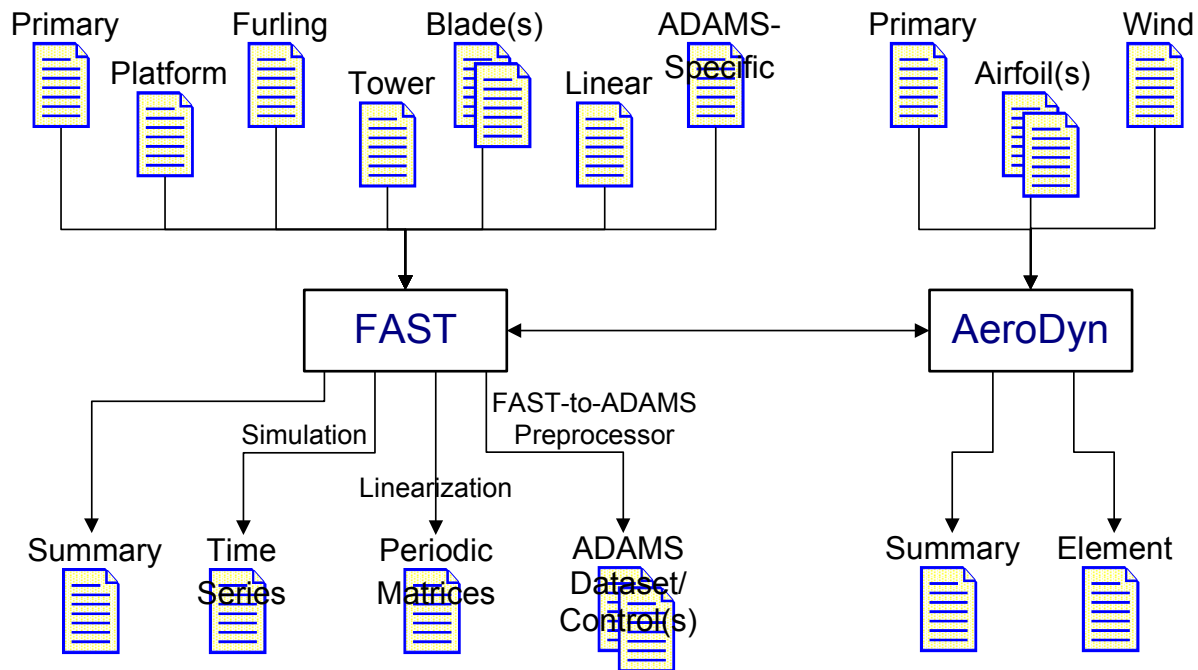 Primary
Platform
Furling
Tower
Blade(s)
Linear
ADAMS-
Specific
Primary
Airfoil(s)
Wind
FAST
AeroDyn
Simulation
Linearization
FAST-to-ADAMS
Preprocessor
Summary
Time
Series
Periodic
Matrices
ADAMS
Dataset/
Control(s)
Summary
Element